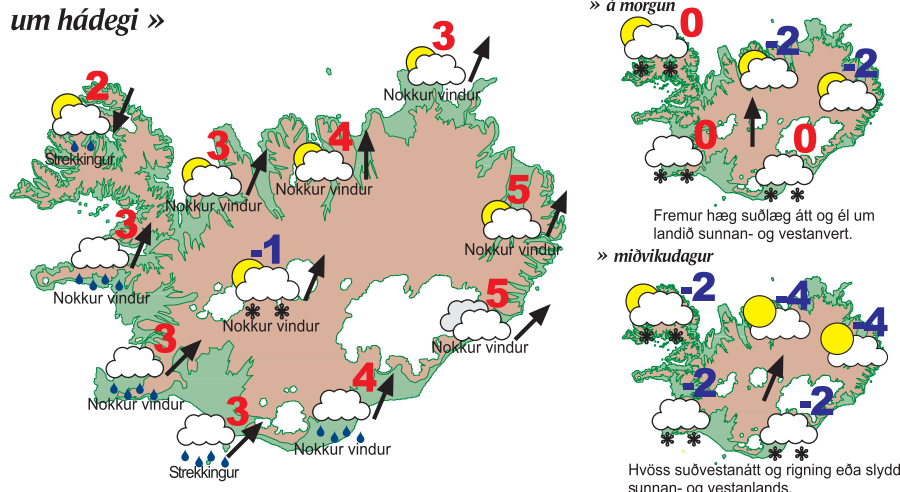 um hádegi »
3
Nokkur vindur
2
Strekkingur
3
Nokkur vindur
4
Nokkur vindur
5
Nokkur vindur
3
Nokkur vindur
-1
Nokkur vindur
5
Nokkur vindur
3
Nokkur vindur
4
Nokkur vindur
3
Strekkingur
» á morgun
0
-2
-2
0
0
Fremur hæg suðlæg átt og él um
landið sunnan- og vestanvert.
» miðvikudagur
-2
-4
-4
-2
-2
Hvöss suðvestanátt og rigning eða slydd
sunnan- og vestanlands.